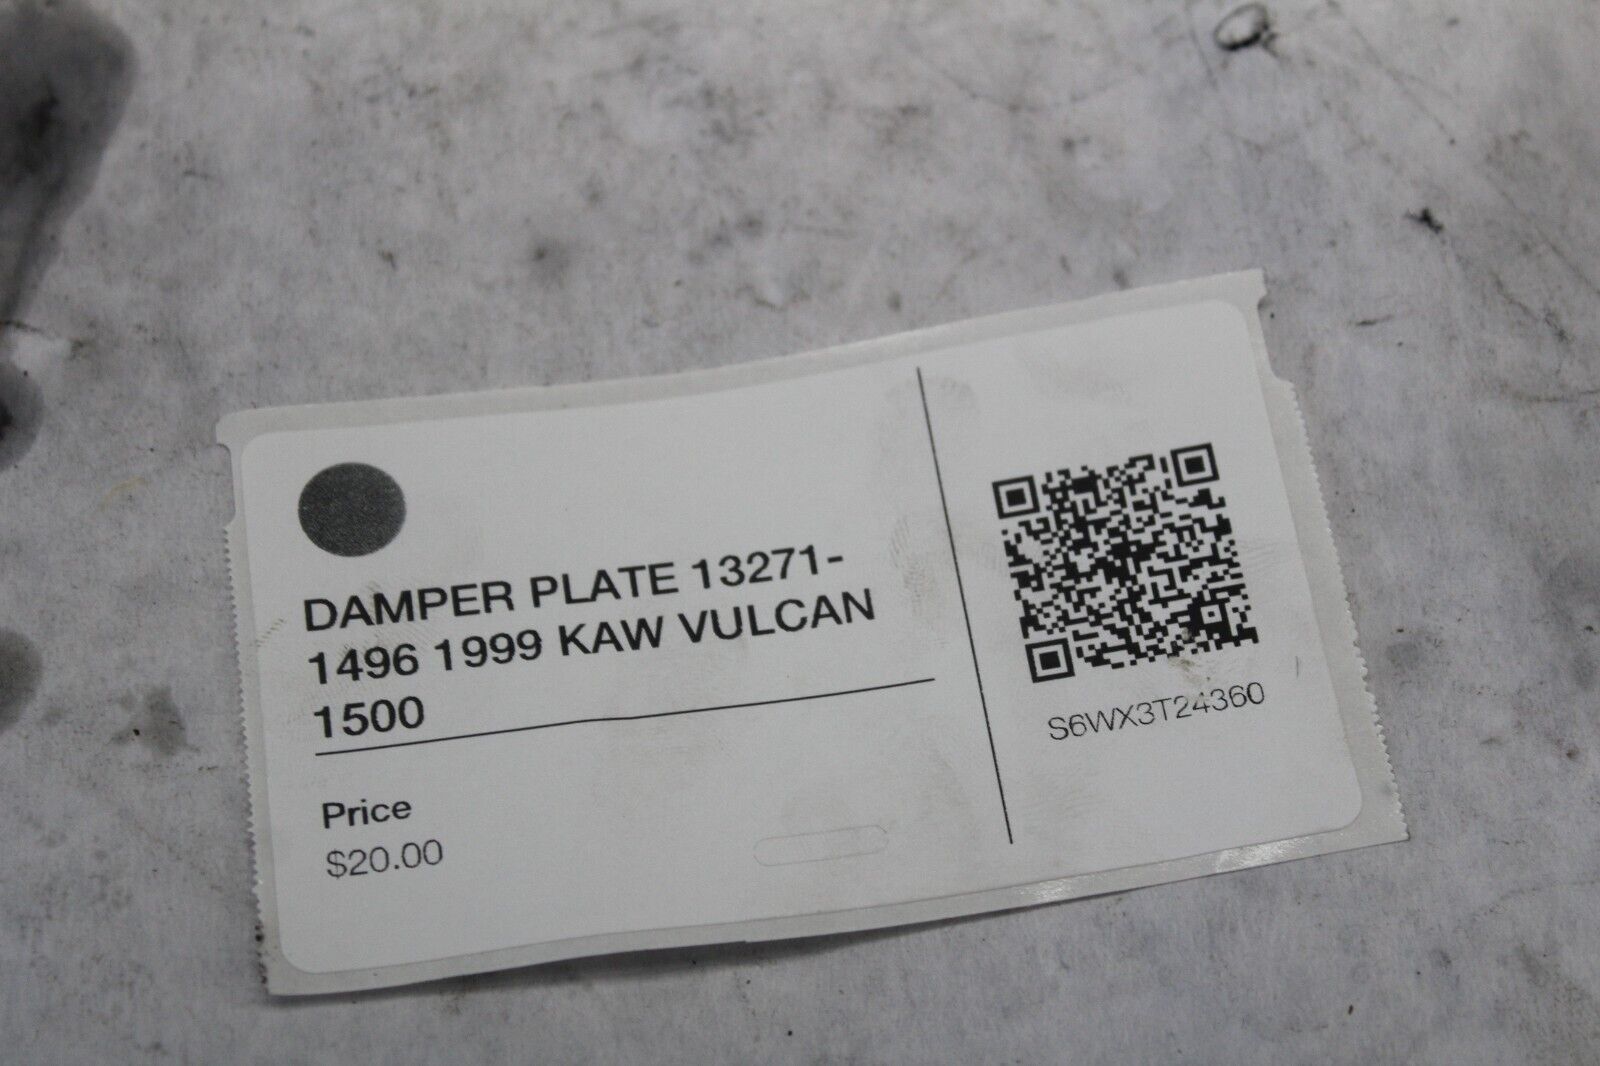 DAMPER PLATE 13271-
1496 1999 KAW VULCAN
1500
Price
$20.00
S6WX3T24360